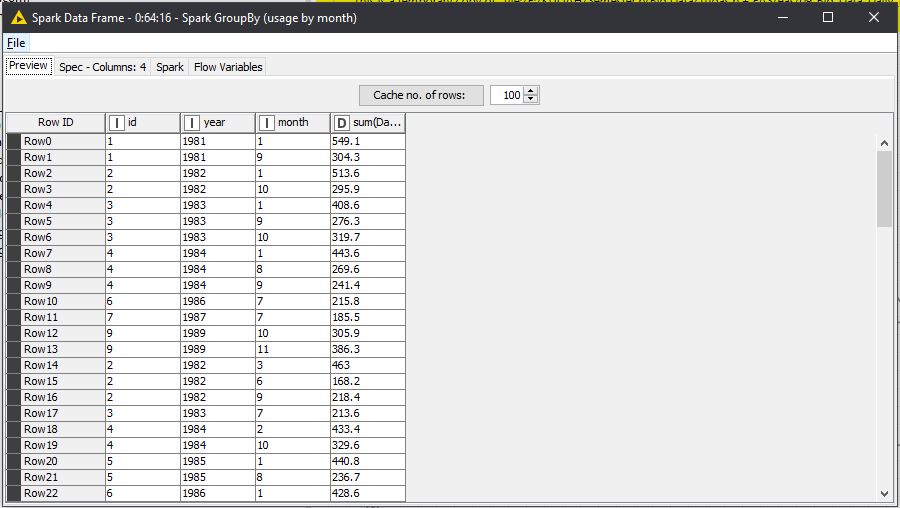 Spark Data Frame - 0:64:16 - Spark GroupBy (usage by month)
File
Preview Spec - Columns: 4 Spark Flow Variables
Cache no. of rows: 100
Row ID I id I year I month D sum(Da...
Row0 1 1981 1 549.1
Row1 1 1981 9 304.3
Row2 2 1982 1 513.6
Row3 2 1982 10 295.9
Row4 3 1983 1 408.6
Row5 3 1983 9 276.3
Row6 3 1983 10 319.7
Row7 4 1984 1 443.6
Row8 4 1984 8 269.6
Row9 4 1984 9 241.4
Row10 6 1986 7 215.8
Row11 7 1987 7 185.5
Row12 9 1989 10 305.9
Row13 9 1989 11 386.3
Row14 2 1982 3 463
Row15 2 1982 6 168.2
Row16 2 1982 9 218.4
Row17 3 1983 7 213.6
Row18 4 1984 2 433.4
Row19 4 1984 10 329.6
Row20 5 1985 1 440.8
Row21 5 1985 8 236.7
Row22 6 1986 1 428.6